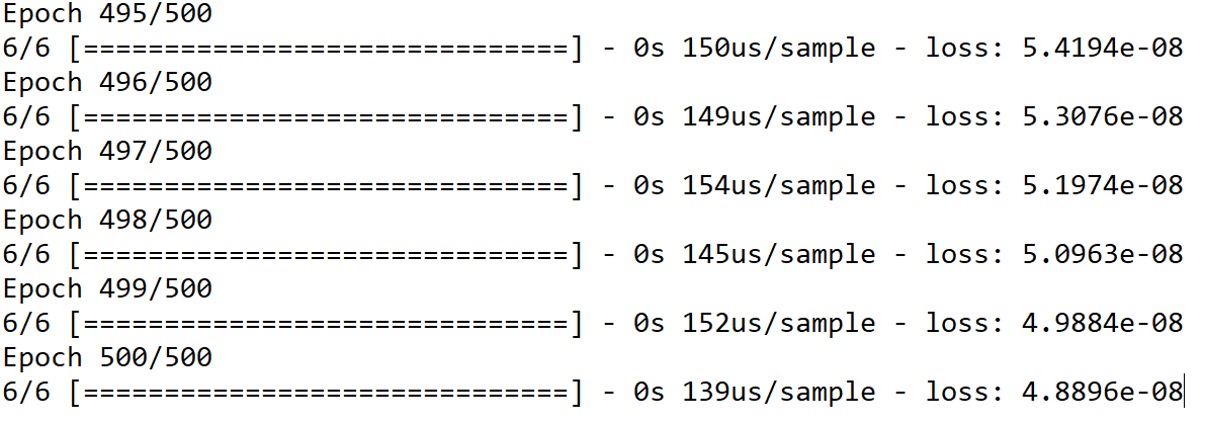 Epoch 495/500
6/6 [==============================] - 0s 150us/sample - loss: 5.4194e-08
Epoch 496/500
6/6 [==============================] - 0s 149us/sample - loss: 5.3076e-08
Epoch 497/500
6/6 [==============================] - 0s 154us/sample - loss: 5.1974e-08
Epoch 498/500
6/6 [==============================] - 0s 145us/sample - loss: 5.0963e-08
Epoch 499/500
6/6 [==============================] - 0s 152us/sample - loss: 4.9884e-08
Epoch 500/500
6/6 [==============================] - 0s 139us/sample - loss: 4.8896e-08